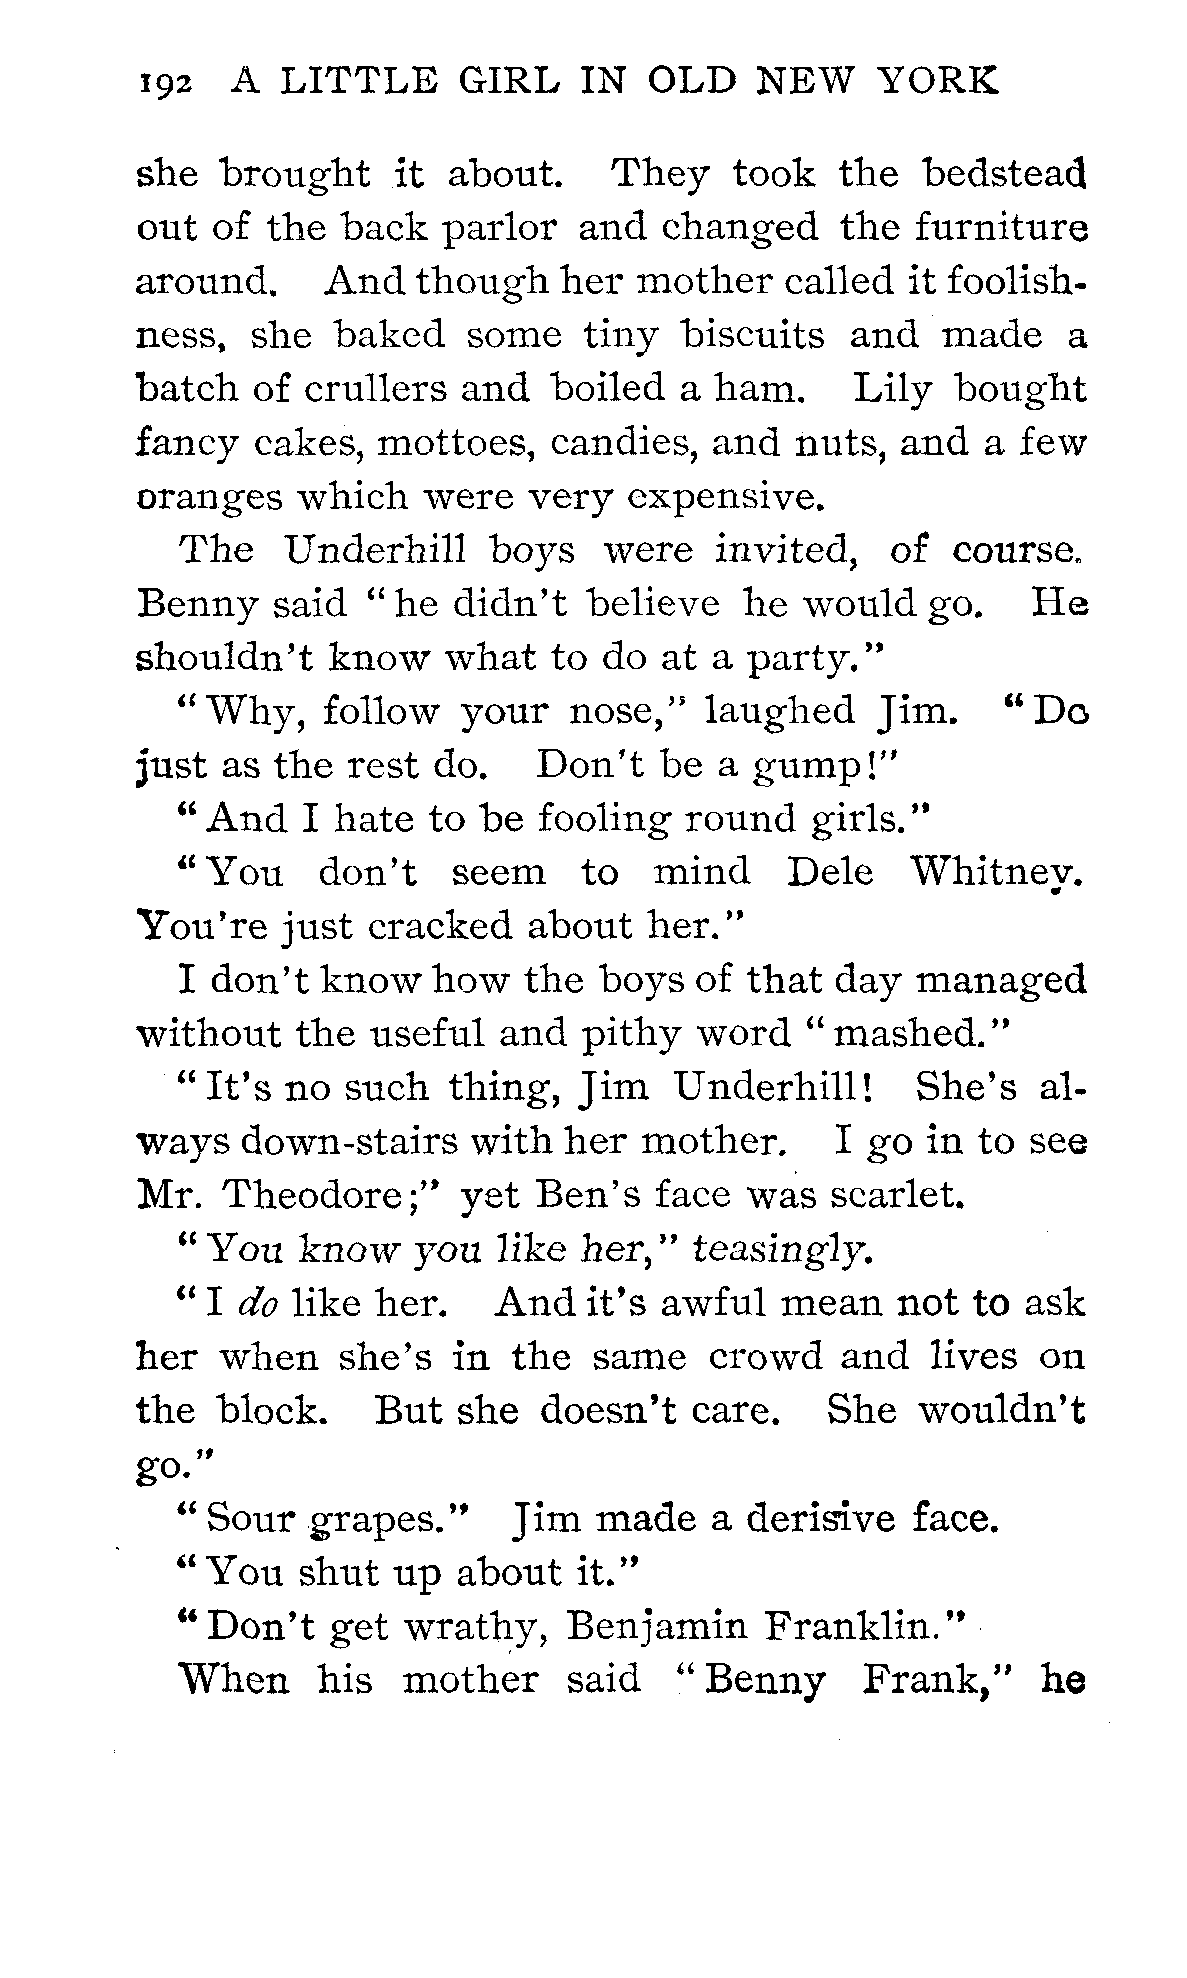 192 A LITTLE GIRL IN OLD NEW YORK
she brought it about. They took the bedstead
out of the back parlor and changed the furniture
around. And though her mother called it foolish-
ness, she baked some tiny biscuits and made a
batch of crullers and boiled a ham. Lily bought
fancy cakes, mottoes, candies, and nuts, and a few
oranges which were very expensive.
The Underhill boys were invited, of course.
Benny said "he didn't believe he would go. He
shouldn't know what to do at a party."
"Why, follow your nose," laughed Jim. "Do
just as the rest do. Don't be a gump!"
"And I hate to be fooling round girls."
"You don't seem to mind Dele Whitney.
You're just cracked about her."
I don't know how the boys of that day managed
without the useful and pithy word "mashed."
"It's no such thing, Jim Underhill! She's al-
ways down-stairs with her mother. I go in to see
Mr. Theodore;" yet Ben's face was scarlet.
"You know you like her," teasingly.
"I do like her. And it's awful mean not to ask
her when she's in the same crowd and lives on
the block. But she doesn't care. She wouldn't
go."
"Sour grapes." Jim made a derisive face.
"You shut up about it."
"Don't get wrathy, Benjamin Franklin."
When his mother said "Benny Frank," he